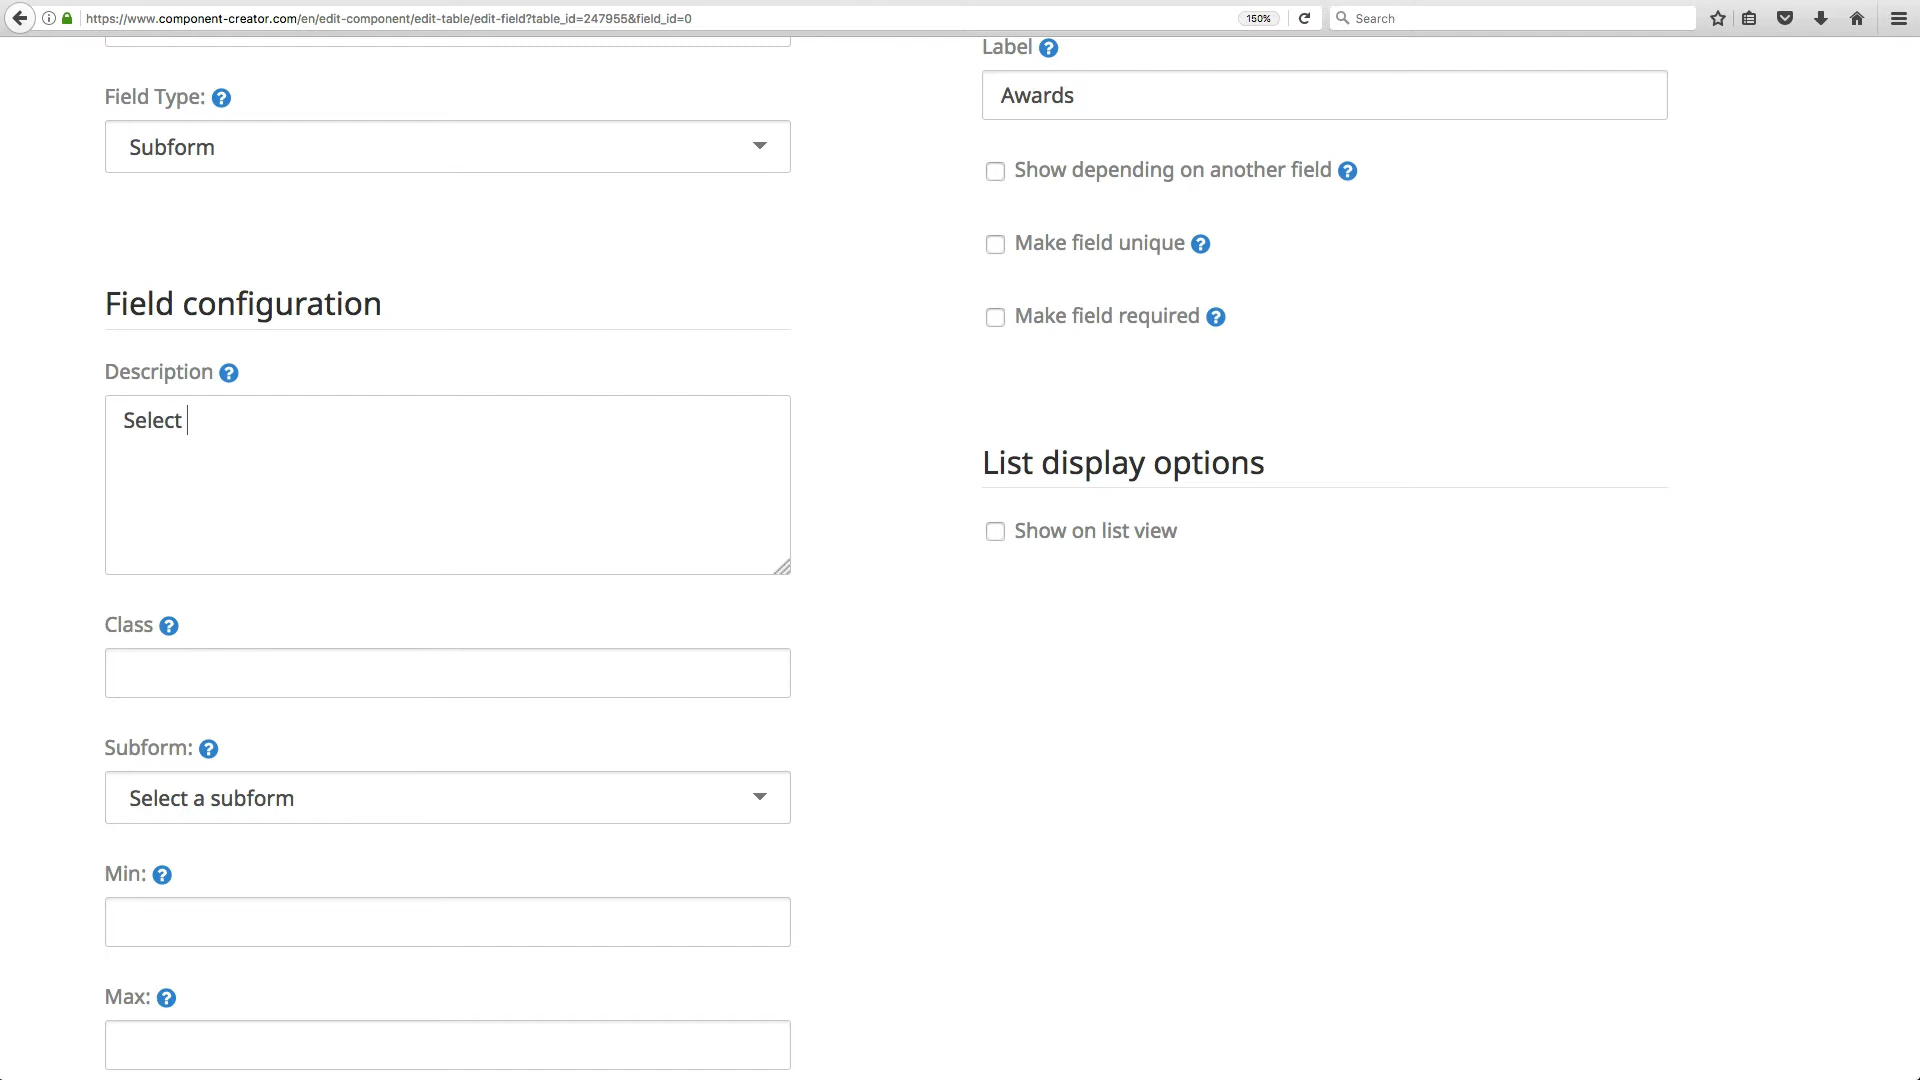 https://www.component-creator.com/en/edit-component/edit-table/edit-field?table_id=247955&field_id=0
150%
Search
Label
Awards
Field Type:
Subform
Show depending on another field
Make field unique
Make field required
Field configuration
Description
Select
Class
Subform:
Select a subform
Min:
Max:
List display options
Show on list view